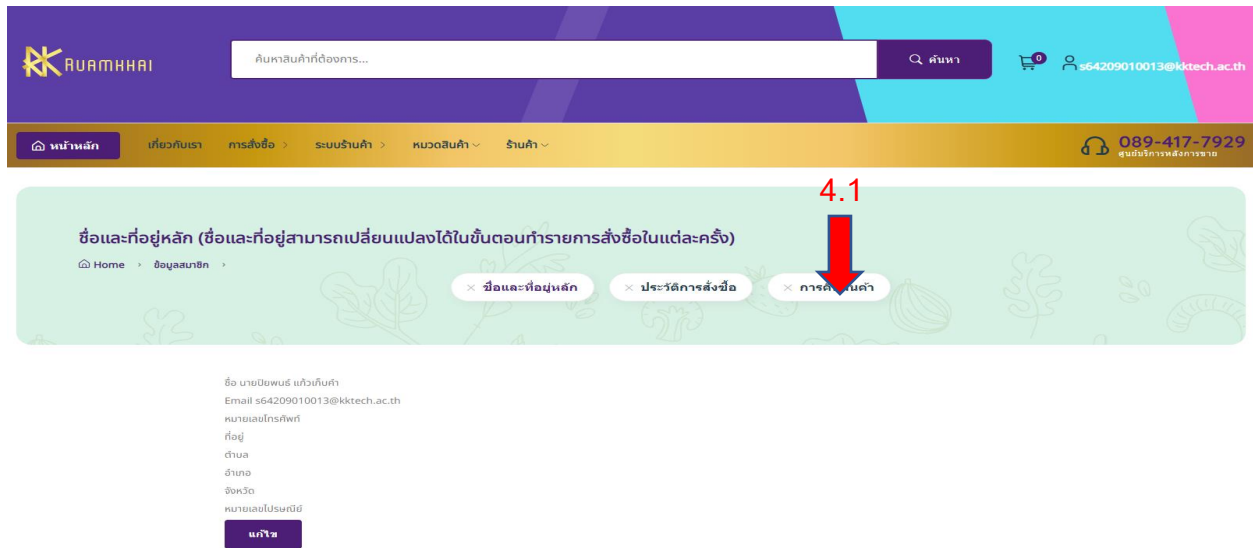 RUAMKHAI
ค้นหาสินค้าที่ต้องการ...
ค้นหา
0
s64209010013@kktech.ac.th
หน้าหลัก
เกี่ยวกับเรา
การสั่งซื้อ >
ระบบร้านค้า >
หมวดสินค้า
ร้านค้า
089-417-7929
ศูนย์บริการหลังการขาย
4.1
ชื่อและที่อยู่หลัก (ชื่อและที่อยู่สามารถเปลี่ยนแปลงได้ในขั้นตอนทำรายการสั่งซื้อในแต่ละครั้ง)
Home > ข้อมูลสมาชิก >
× ชื่อและที่อยู่หลัก
× ประวัติการสั่งซื้อ
× การ
ชื่อ นายปิยพนธ์ แก้วเก็บคำ
Email s64209010013@kktech.ac.th
หมายเลขโทรศัพท์
ที่อยู่
ตำบล
อำเภอ
จังหวัด
หมายเลขไปรษณีย์
แก้ไข